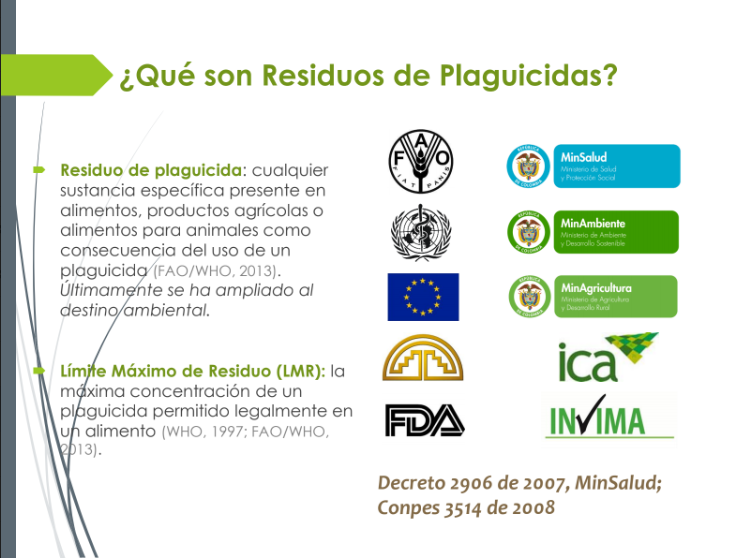 ¿Qué son Residuos de Plaguicidas?
Residuo de plaguicida: cualquier
sustancia específica presente en
alimentos, productos agrícolas o
alimentos para animales como
consecuencia del uso de un
plaguicida (FAO/WHO, 2013).
Últimamente se ha ampliado al
destino ambiental.
Límite Máximo de Residuo (LMR): la
máxima concentración de un
plaguicida permitido legalmente en
un alimento (WHO, 1997; FAO/WHO,
2013).
FAO
FIAT PANIS
MinSalud
Ministerio de Salud
y Protección Social
MinAmbiente
Ministerio de Ambiente
y Desarrollo Sostenible
MinAgricultura
Ministerio de Agricultura
y Desarrollo Rural
ica
FDA
INVIMA
Decreto 2906 de 2007, MinSalud;
Conpes 3514 de 2008